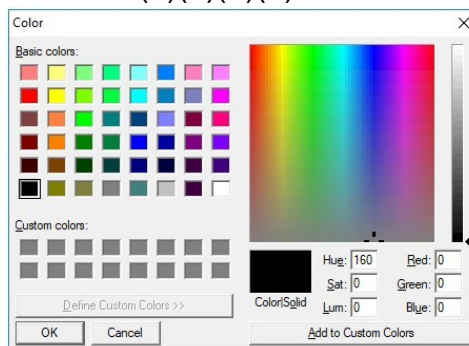 Color
Basic colors:
Custom colors:
Define Custom Colors >>
OK Cancel
Color|Solid
Hue: 160 Red: 0
Sat: 0 Green: 0
Lum: 0 Blue: 0
Add to Custom Colors